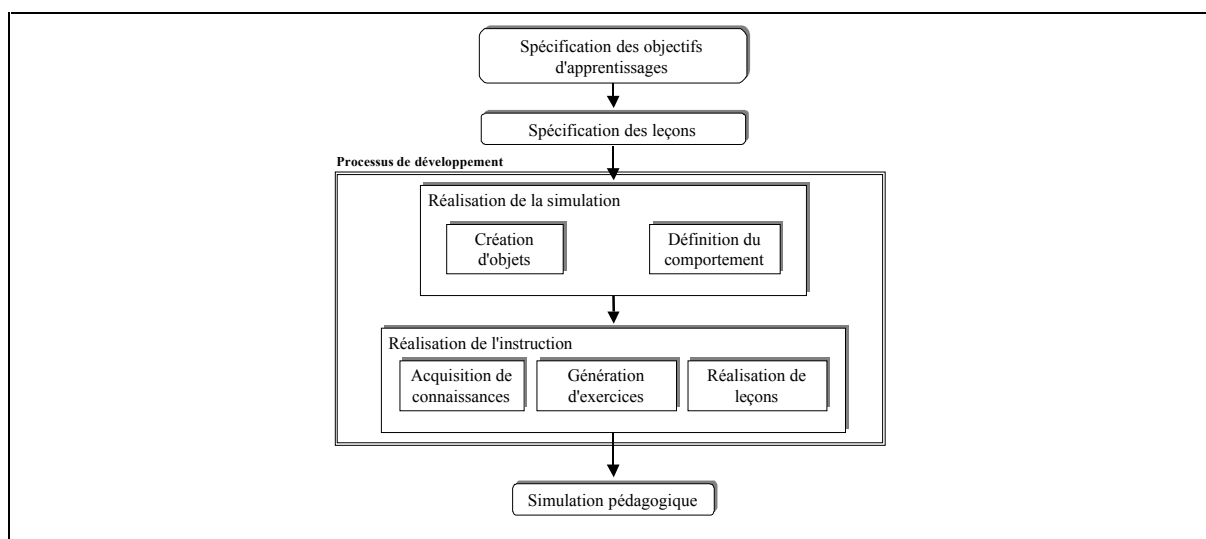 Spécification des objectifs
d'apprentissages
Spécification des leçons
Processus de développement
Réalisation de la simulation
Création
d'objets
Définition du
comportement
Réalisation de l'instruction
Acquisition de
connaissances
Génération
d'exercices
Réalisation de
leçons
Simulation pédagogique